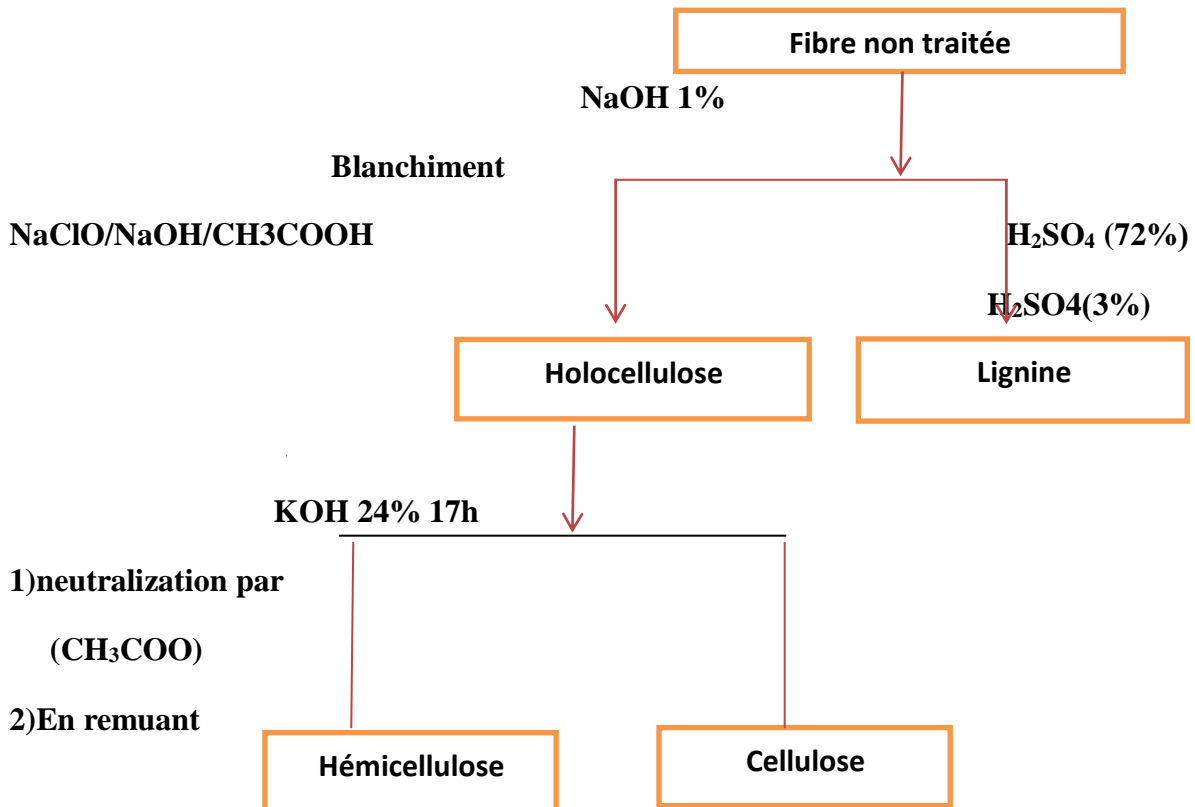 Fibre non traitée
NaOH 1%
Blanchiment
NaClO/NaOH/CH3COOH
H₂SO₄ (72%)
H₂SO4(3%)
Holocellulose
Lignine
KOH 24% 17h
1)neutralization par
(CH₃COO)
2)En remuant
Hémicellulose
Cellulose